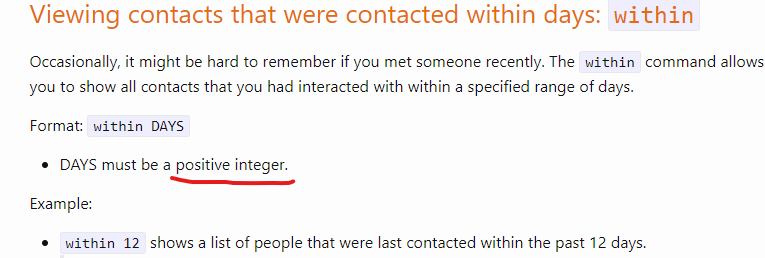 Viewing contacts that were contacted within days: within
Occasionally, it might be hard to remember if you met someone recently. The within command allows
you to show all contacts that you had interacted with within a specified range of days.
Format: within DAYS
• DAYS must be a positive integer.
Example:
• within 12 shows a list of people that were last contacted within the past 12 days.